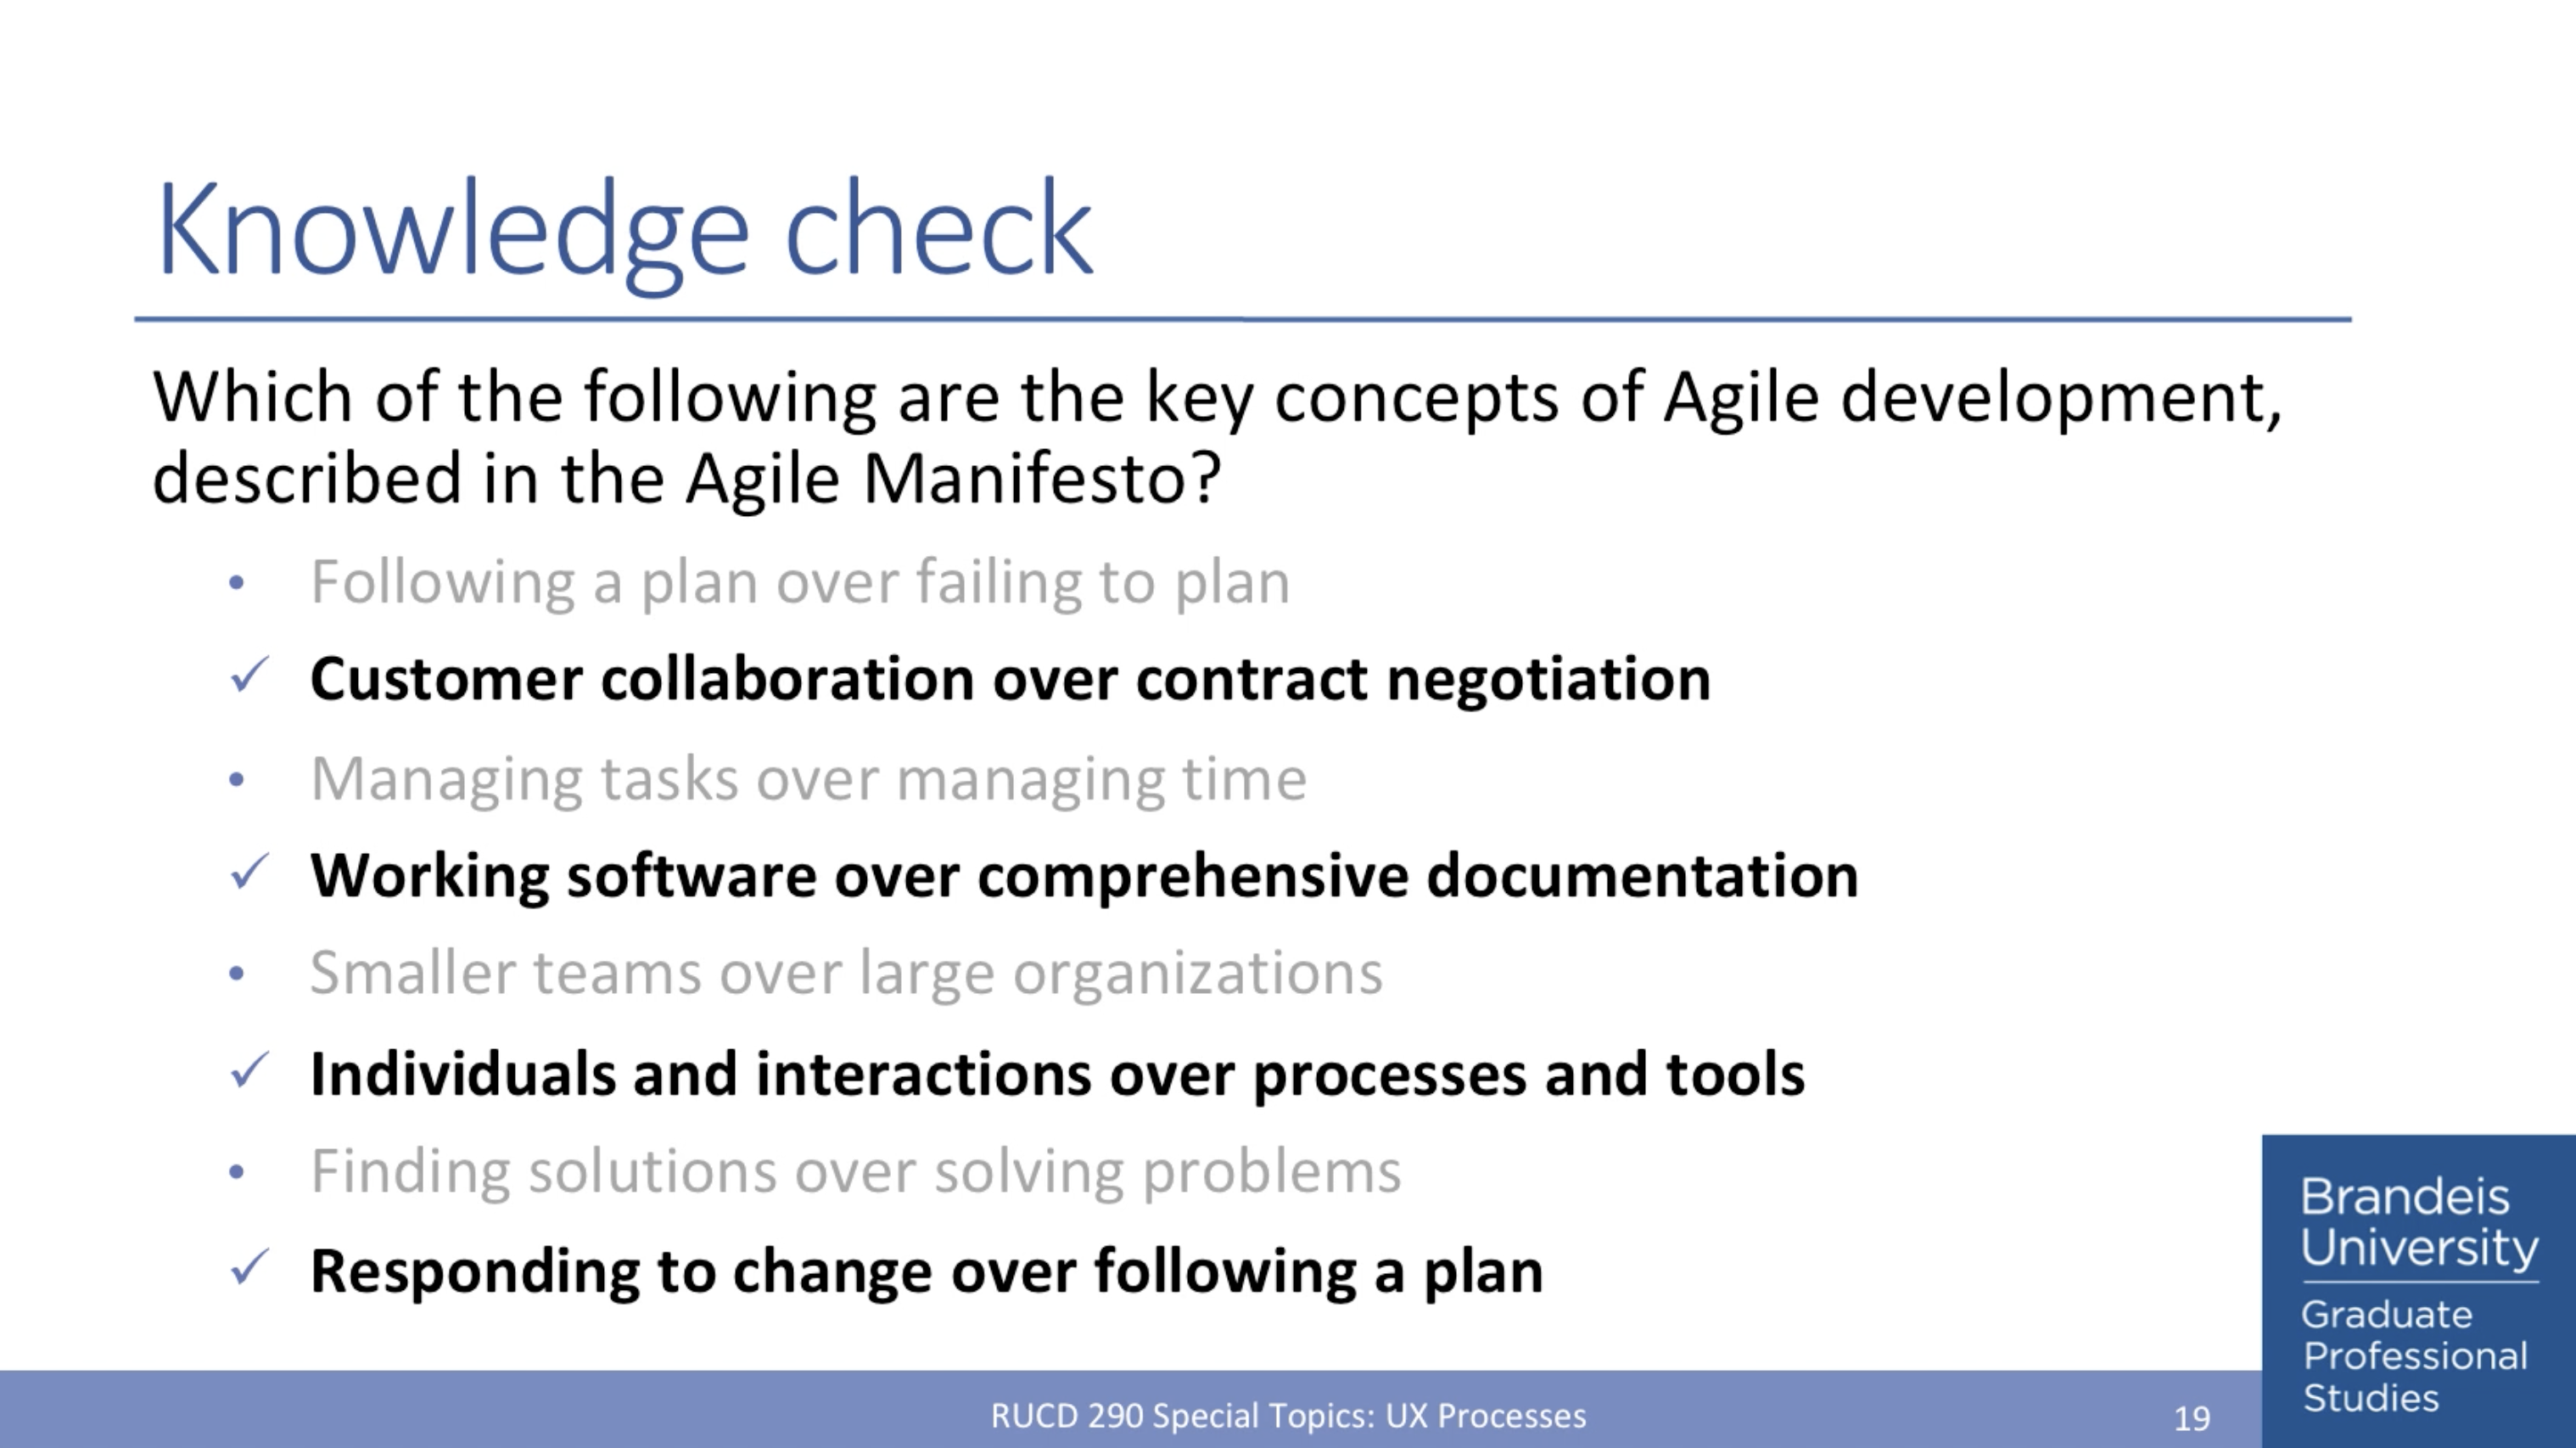 Knowledge check
Which of the following are the key concepts of Agile development,
described in the Agile Manifesto?
• Following a plan over failing to plan
✓ Customer collaboration over contract negotiation
• Managing tasks over managing time
✓ Working software over comprehensive documentation
• Smaller teams over large organizations
✓ Individuals and interactions over processes and tools
• Finding solutions over solving problems
✓ Responding to change over following a plan
Brandeis
University
Graduate
Professional
Studies
RUCD 290 Special Topics: UX Processes
19